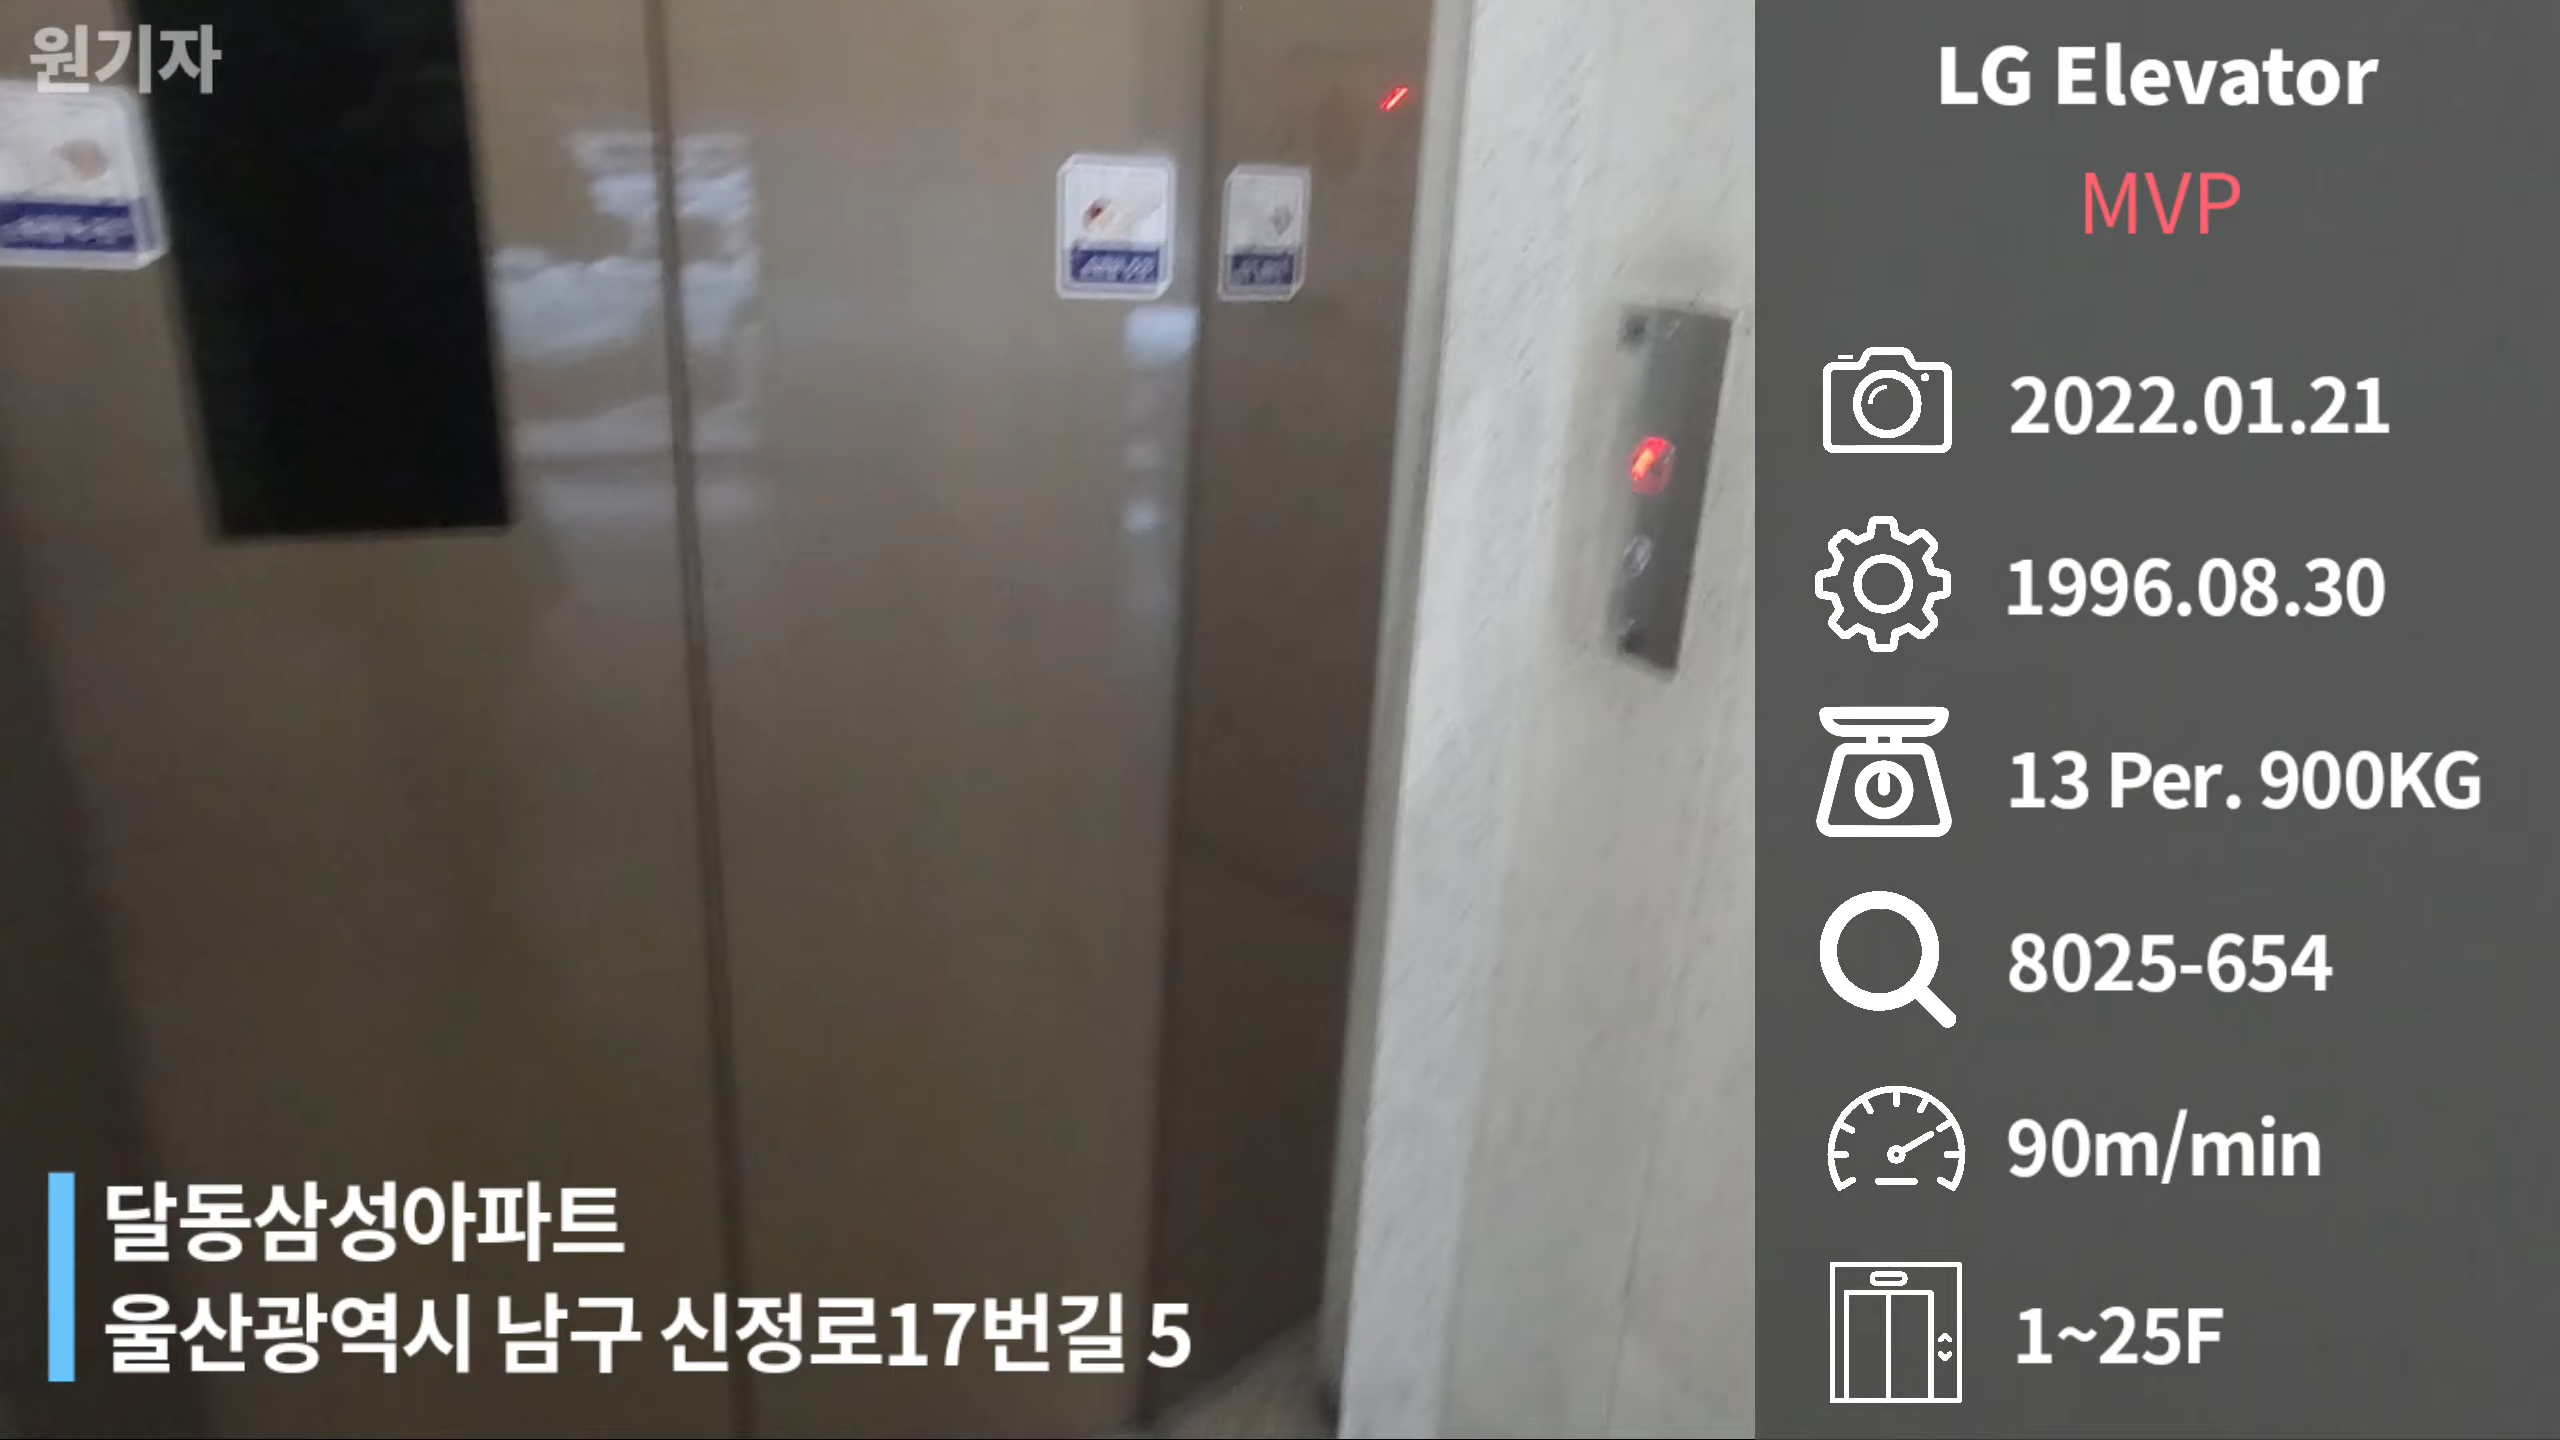 원기자
LG Elevator
MVP
2022.01.21
1996.08.30
13 Per. 900KG
8025-654
90m/min
1~25F
달동삼성아파트
울산광역시 남구 신정로17번길 5